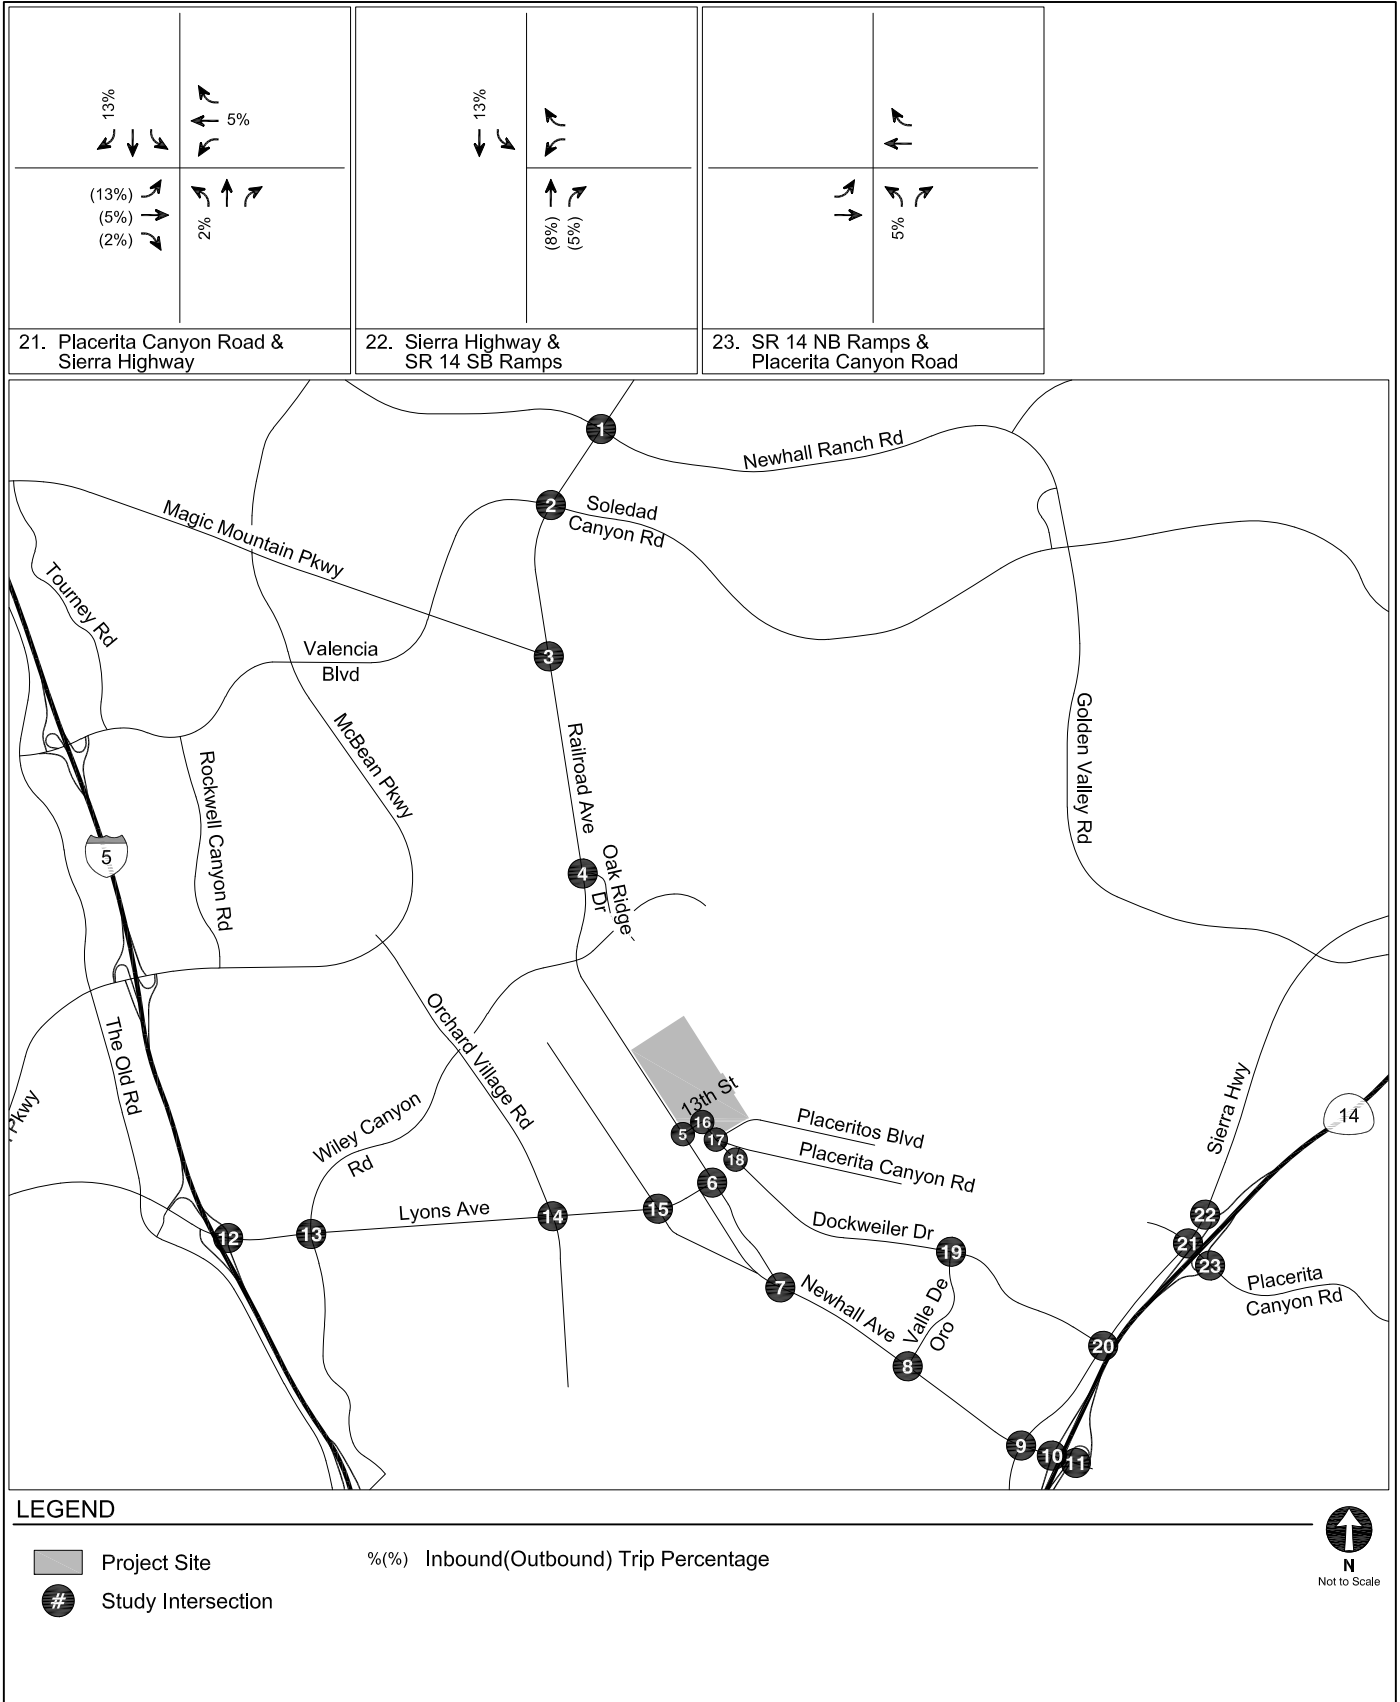 13%
5%
(13%)
(5%)
(2%)
2%
21. Placerita Canyon Road &
Sierra Highway
13%
(8%)
(5%)
22. Sierra Highway &
SR 14 SB Ramps
5%
23. SR 14 NB Ramps &
Placerita Canyon Road
1
Newhall Ranch Rd
2
Soledad
Canyon Rd
Magic Mountain Pkwy
Tourney Rd
Valencia
Blvd
3
McBean Pkwy
Railroad Ave
Golden Valley Rd
Rockwell Canyon Rd
5
4
Oak Ridge
Dr
Orchard Village Rd
The Old Rd
Pkwy
Wiley Canyon
Rd
13th St
16
5
17
18
Placeritos Blvd
Placerita Canyon Rd
Sierra Hwy
14
6
Lyons Ave
12
13
14
15
Dockweiler Dr
19
22
21
23
Placerita
Canyon Rd
7
Newhall Ave
Valle De
Oro
8
20
9
10
11
LEGEND
Project Site
%(%) Inbound(Outbound) Trip Percentage
# Study Intersection
N
Not to Scale